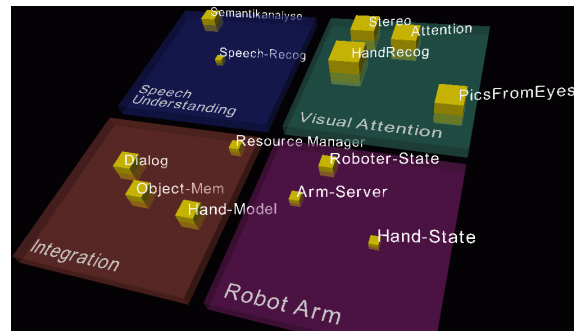 Semantikanalyse
Speech-Recog
Speech
Understanding
Stereo
Attention
HandRecog
PicsFromEyes
Visual Attention
Resource Manager
Dialog
Object-Mem
Hand-Model
Integration
Roboter-State
Arm-Server
Hand-State
Robot Arm